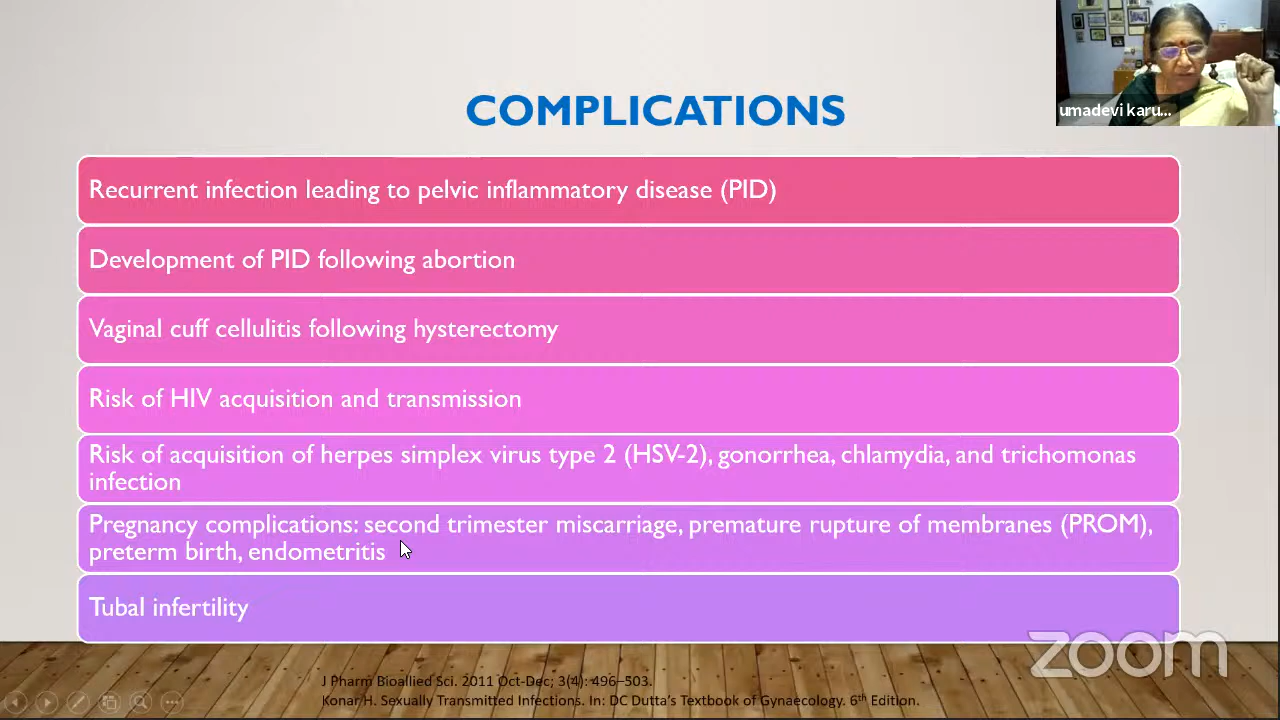 umadevi karu...
COMPLICATIONS
Recurrent infection leading to pelvic inflammatory disease (PID)
Development of PID following abortion
Vaginal cuff cellulitis following hysterectomy
Risk of HIV acquisition and transmission
Risk of acquisition of herpes simplex virus type 2 (HSV-2), gonorrhea, chlamydia, and trichomonas
infection
Pregnancy complications: second trimester miscarriage, premature rupture of membranes (PROM),
preterm birth, endometritis
Tubal infertility
zoom
J Pharm Bioallied Sci. 2011 Oct-Dec; 3(4): 496–503.
Konar H. Sexually Transmitted Infections. In: DC Dutta's Textbook of Gynaecology. 6th Edition.